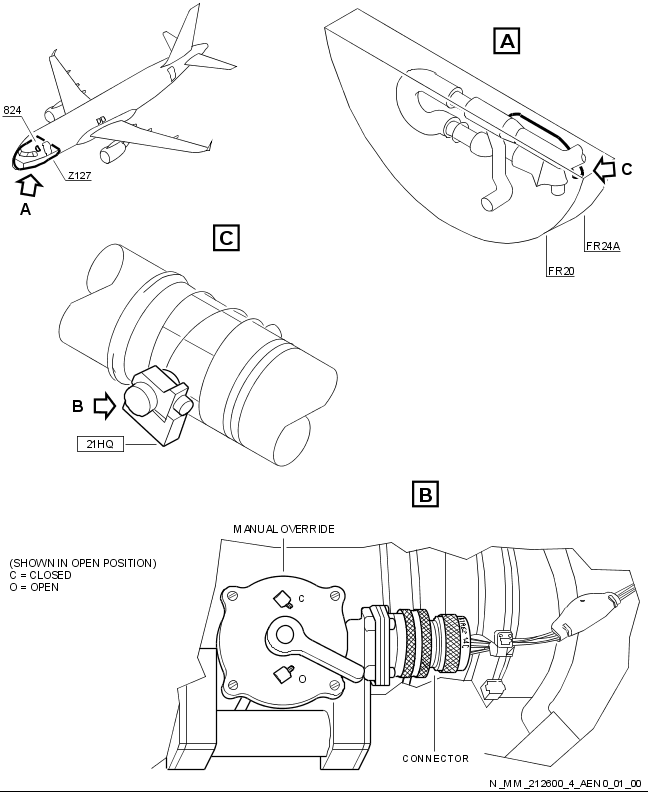 824
Z127
A
A
C
FR24A
FR20
C
B
21HQ
B
MANUAL OVERRIDE
(SHOWN IN OPEN POSITION)
C = CLOSED
O = OPEN
C
O
CONNECTOR
N_MM_212600_4_AEN0_01_00